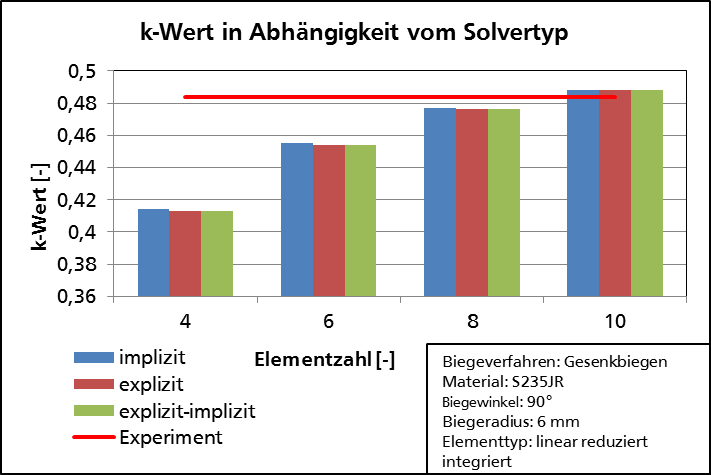 k-Wert in Abhängigkeit vom Solvertyp
0,5
0,48
0,46
0,44
0,42
0,4
0,38
0,36
k-Wert [-]
4 6 8 10
Elementzahl [-]
implizit
explizit
explizit-implizit
Experiment
Biegeverfahren: Gesenkbiegen
Material: S235JR
Biegewinkel: 90°
Biegeradius: 6 mm
Elementtyp: linear reduziert
integriert